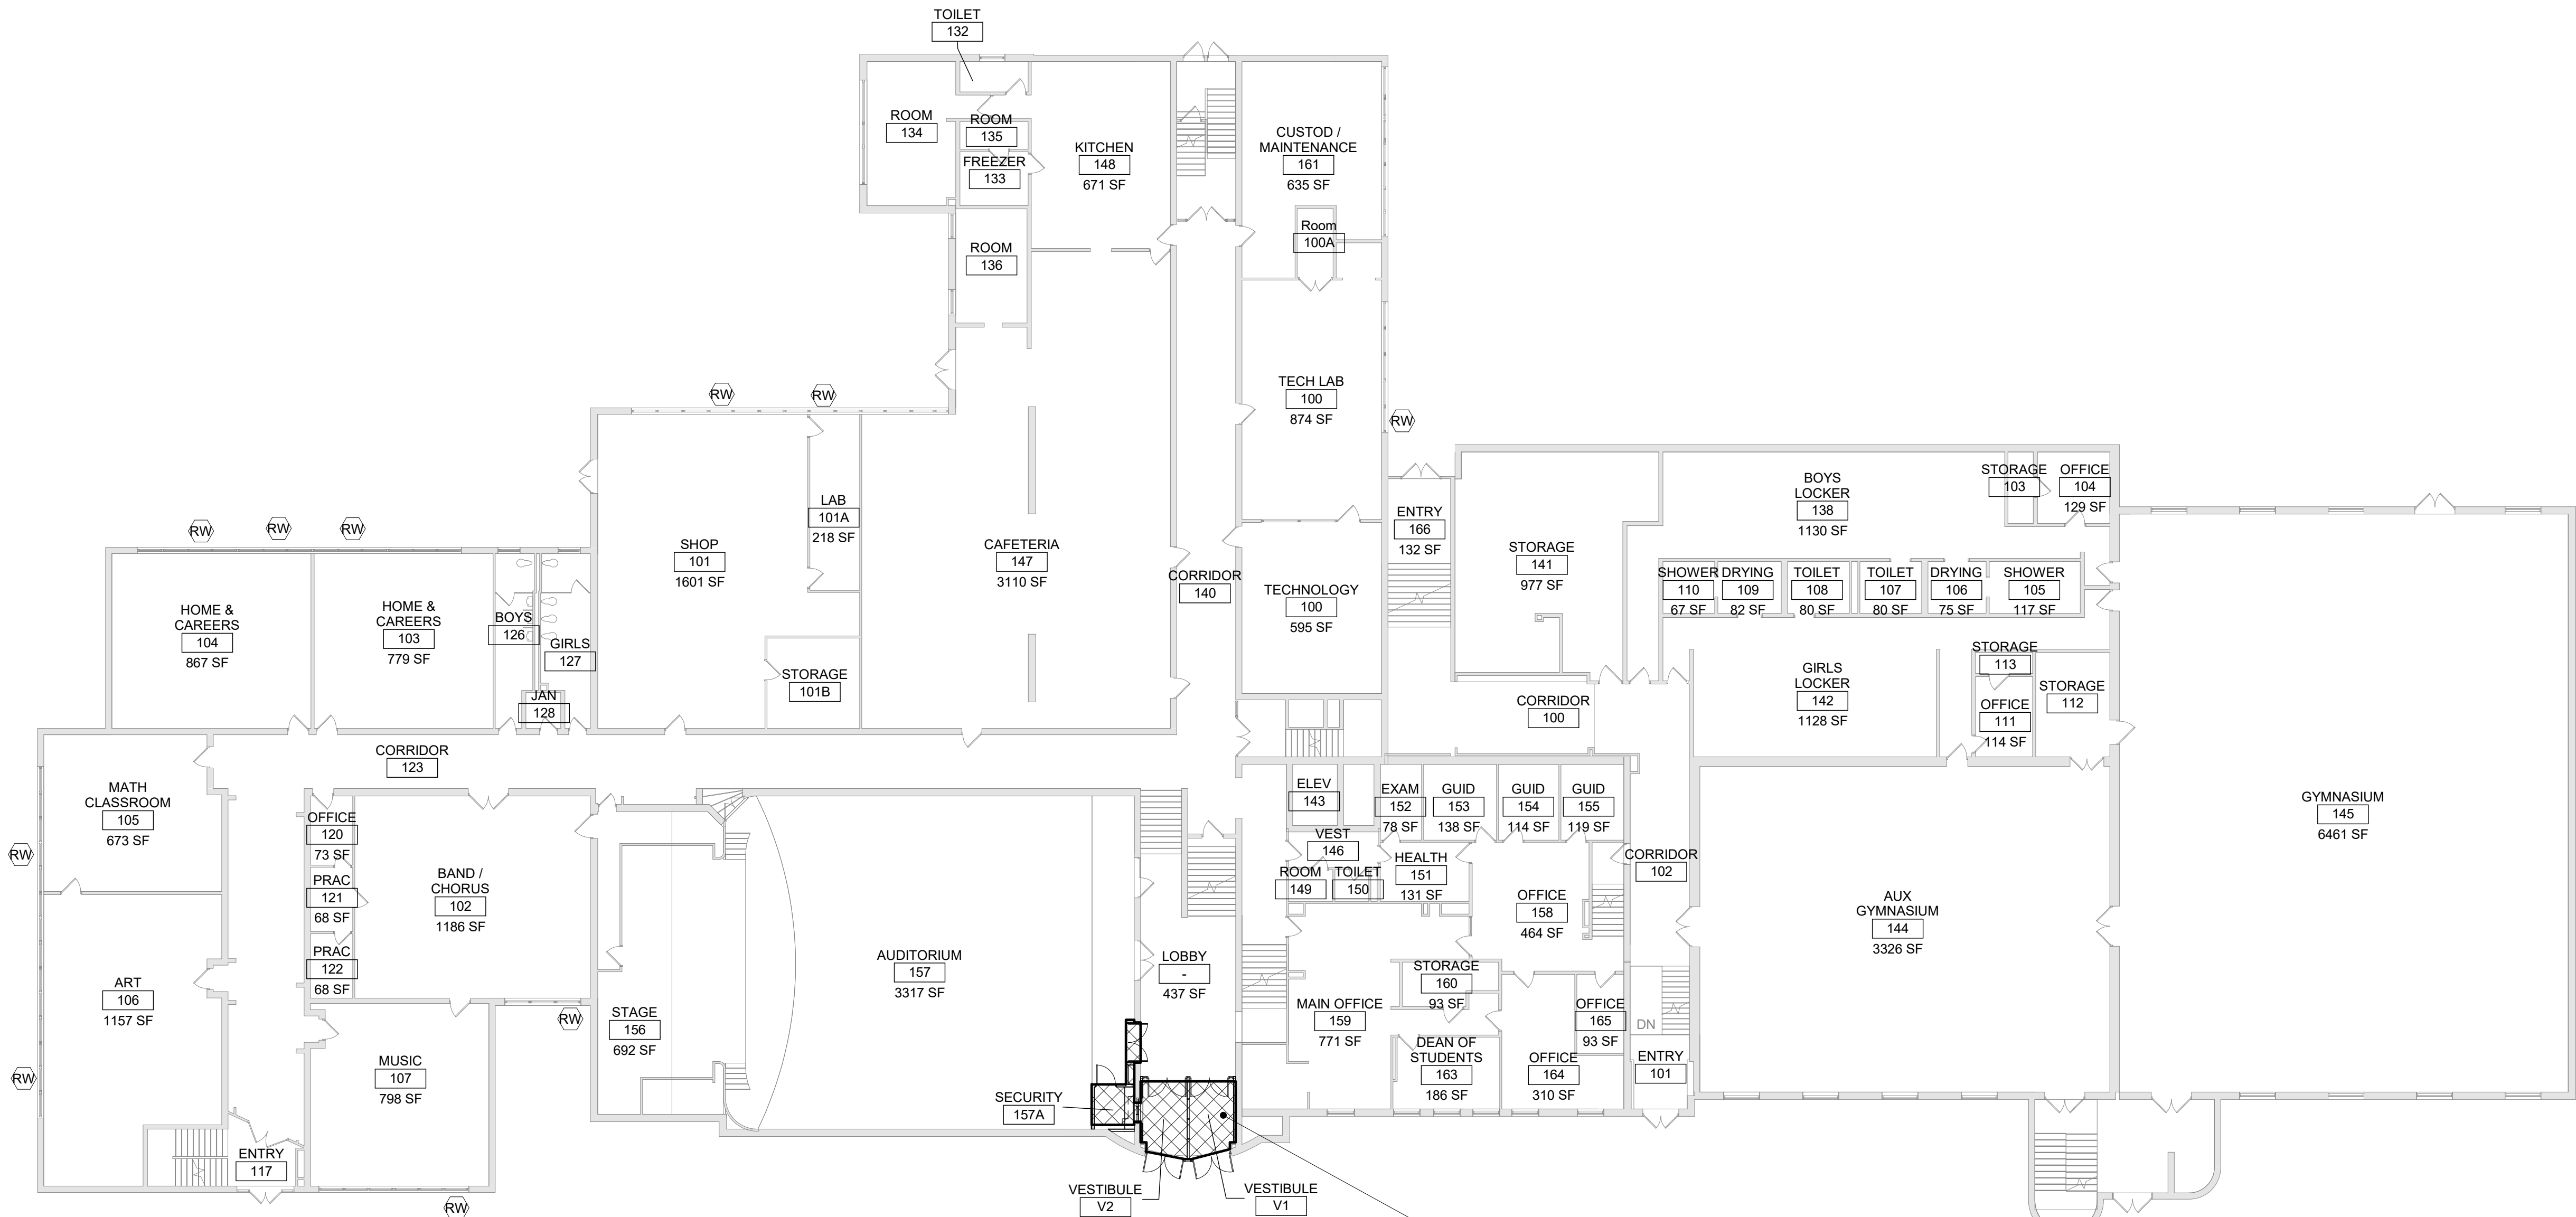 TOILET
132
ROOM
134
ROOM
135
FREEZER
133
KITCHEN
148
671 SF
CUSTOD /
MAINTENANCE
161
635 SF
Room
100A
ROOM
136
TECH LAB
100
874 SF
RW
RW
RW
RW
RW
RW
SHOP
101
1601 SF
LAB
101A
218 SF
CAFETERIA
147
3110 SF
CORRIDOR
140
TECHNOLOGY
100
595 SF
ENTRY
166
132 SF
STORAGE
141
977 SF
BOYS
LOCKER
138
1130 SF
STORAGE
103
OFFICE
104
129 SF
SHOWER
110
67 SF
DRYING
109
82 SF
TOILET
108
80 SF
TOILET
107
80 SF
DRYING
106
75 SF
SHOWER
105
117 SF
HOME &
CAREERS
104
867 SF
HOME &
CAREERS
103
779 SF
BOYS
126
GIRLS
127
JAN
128
STORAGE
101B
CORRIDOR
100
GIRLS
LOCKER
142
1128 SF
STORAGE
113
OFFICE
111
114 SF
STORAGE
112
CORRIDOR
123
MATH
CLASSROOM
105
673 SF
RW
OFFICE
120
73 SF
PRAC
121
68 SF
PRAC
122
68 SF
BAND /
CHORUS
102
1186 SF
ELEV
143
EXAM
152
78 SF
GUID
153
138 SF
GUID
154
114 SF
GUID
155
119 SF
VEST
146
ROOM
149
TOILET
150
HEALTH
151
131 SF
CORRIDOR
102
OFFICE
158
464 SF
GYMNASIUM
145
6461 SF
AUX
GYMNASIUM
144
3326 SF
ART
106
1157 SF
RW
RW
STAGE
156
692 SF
AUDITORIUM
157
3317 SF
LOBBY
-
437 SF
MAIN OFFICE
159
771 SF
STORAGE
160
93 SF
OFFICE
165
93 SF
DN
MUSIC
107
798 SF
SECURITY
157A
DEAN OF
STUDENTS
163
186 SF
OFFICE
164
310 SF
ENTRY
101
ENTRY
117
RW
VESTIBULE
V2
VESTIBULE
V1